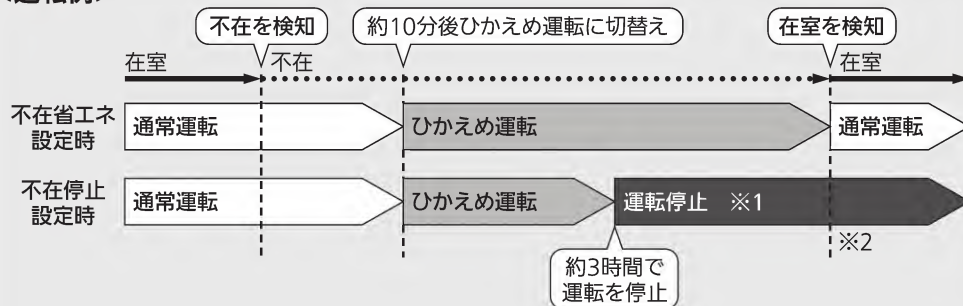 不在を検知
約10分後ひかえめ運転に切替え
在室を検知
在室
不在
在室
不在省エネ
設定時
通常運転
ひかえめ運転
通常運転
不在停止
設定時
通常運転
ひかえめ運転
運転停止 ※1
※2
約3時間で
運転を停止